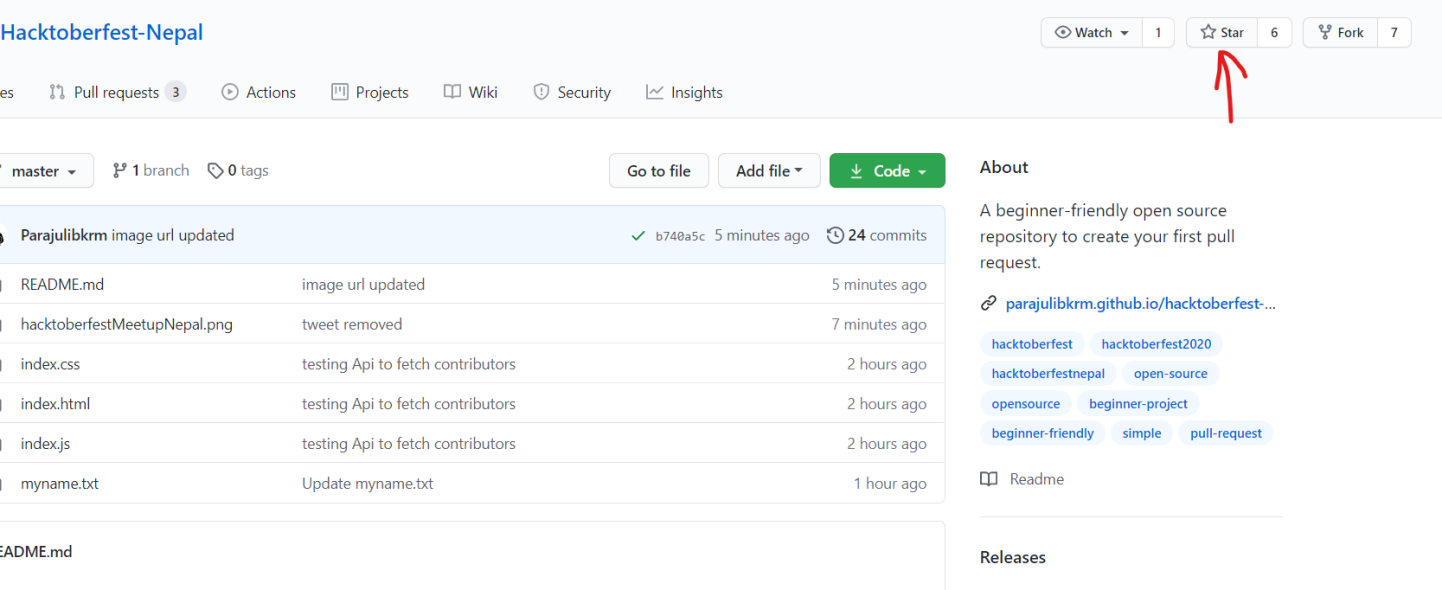 Hacktoberfest-Nepal
Watch 1 Star 6 Fork 7
es Pull requests 3 Actions Projects Wiki Security Insights
master 1 branch 0 tags Go to file Add file Code
Parajulibkrm image url updated b740a5c 5 minutes ago 24 commits
README.md image url updated 5 minutes ago
hacktoberfestMeetupNepal.png tweet removed 7 minutes ago
index.css testing Api to fetch contributors 2 hours ago
index.html testing Api to fetch contributors 2 hours ago
index.js testing Api to fetch contributors 2 hours ago
myname.txt Update myname.txt 1 hour ago
EADME.md
About
A beginner-friendly open source
repository to create your first pull
request.
parajulibkrm.github.io/hacktoberfest-...
hacktoberfest hacktoberfest2020
hacktoberfestnepal open-source
opensource beginner-project
beginner-friendly simple pull-request
Readme
Releases